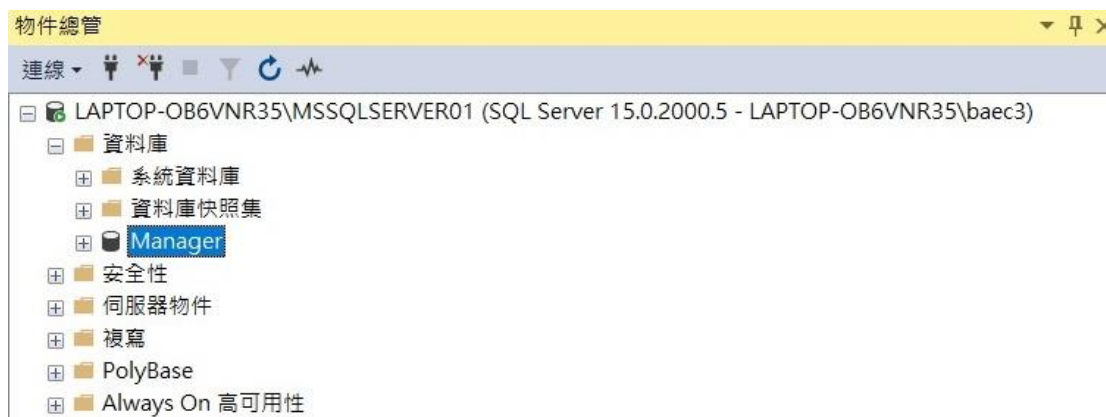 物件總管
連線
LAPTOP-OB6VNR35\MSSQLSERVER01 (SQL Server 15.0.2000.5 - LAPTOP-OB6VNR35\baec3)
資料庫
系統資料庫
資料庫快照集
Manager
安全性
伺服器物件
複寫
PolyBase
Always On 高可用性